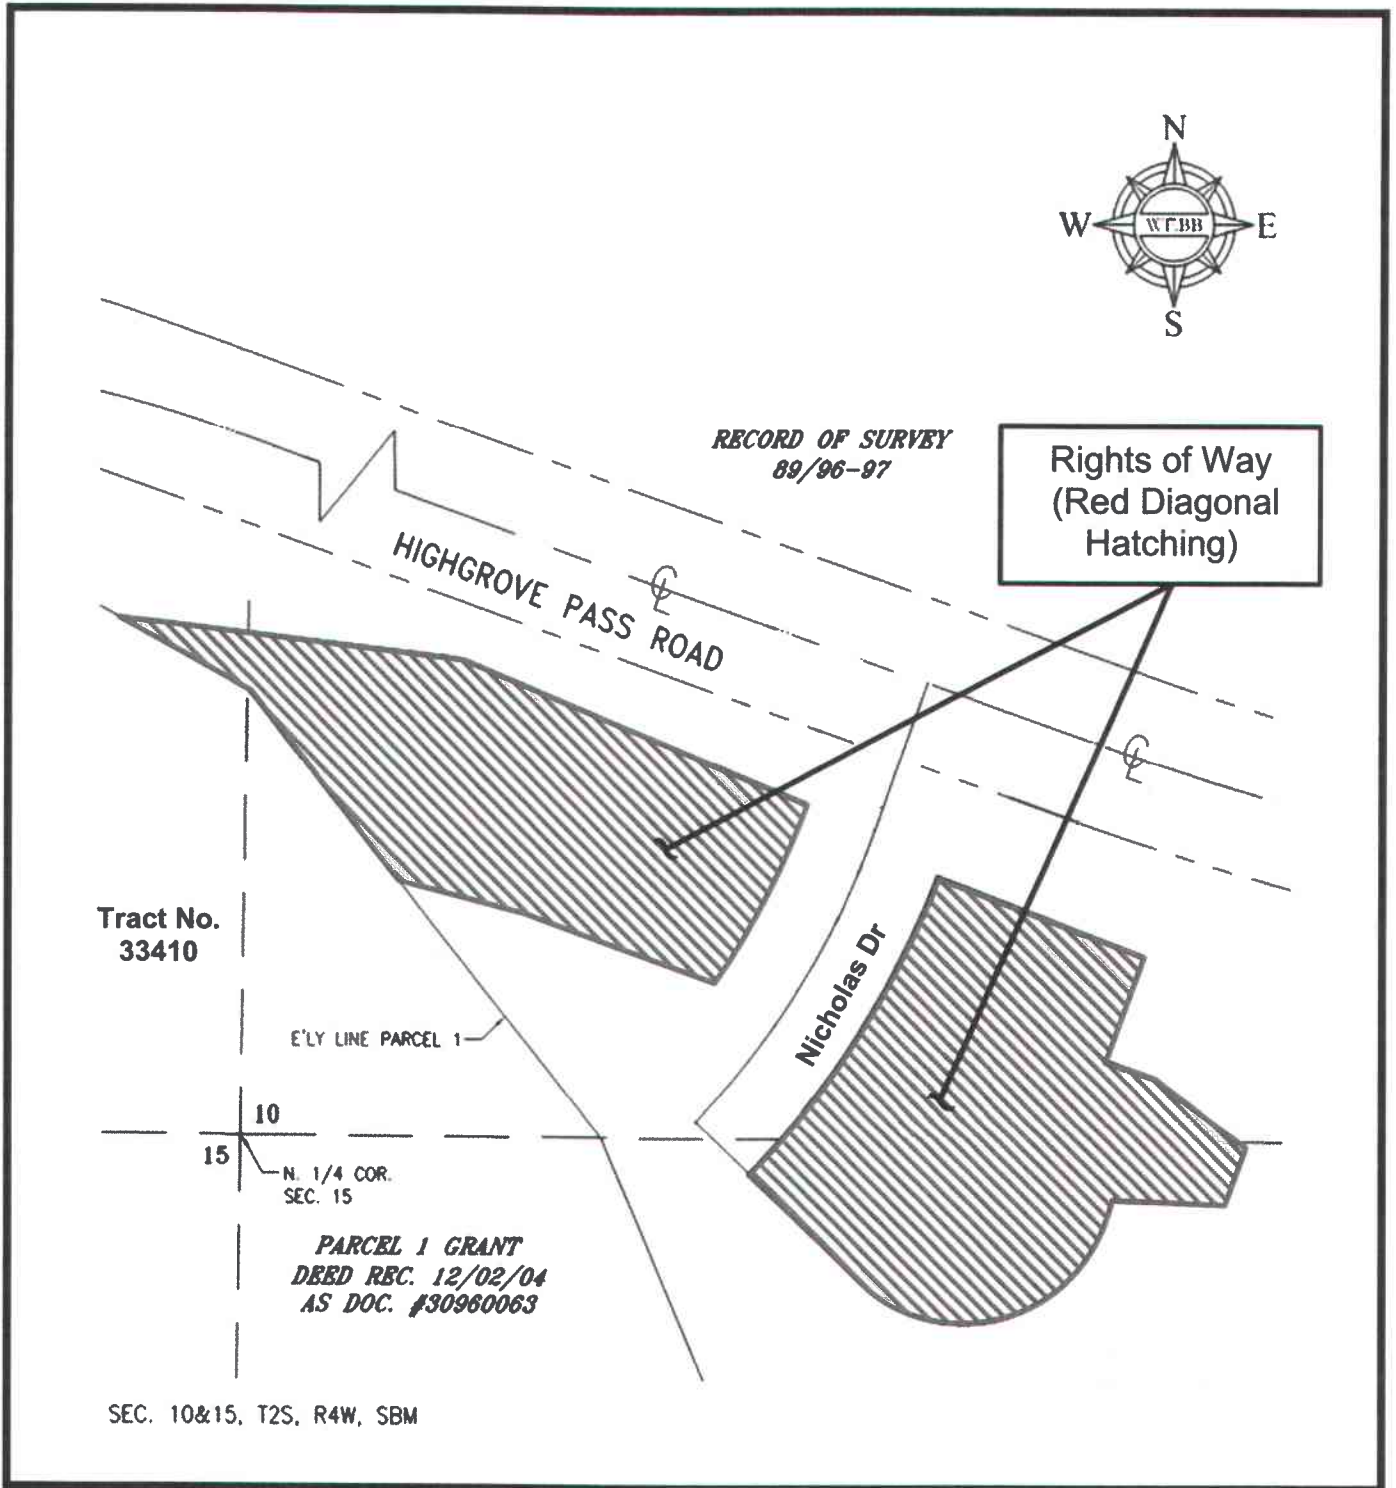 N
W
WEBB
E
S
RECORD OF SURVEY
89/96-97
Rights of Way
(Red Diagonal
Hatching)
HIGHGROVE PASS ROAD
℄
℄
Tract No.
33410
Nicholas Dr
E'LY LINE PARCEL 1
10
15
N. 1/4 COR.
SEC. 15
PARCEL 1 GRANT
DEED REC. 12/02/04
AS DOC. #30960063
SEC. 10&15, T2S, R4W, SBM